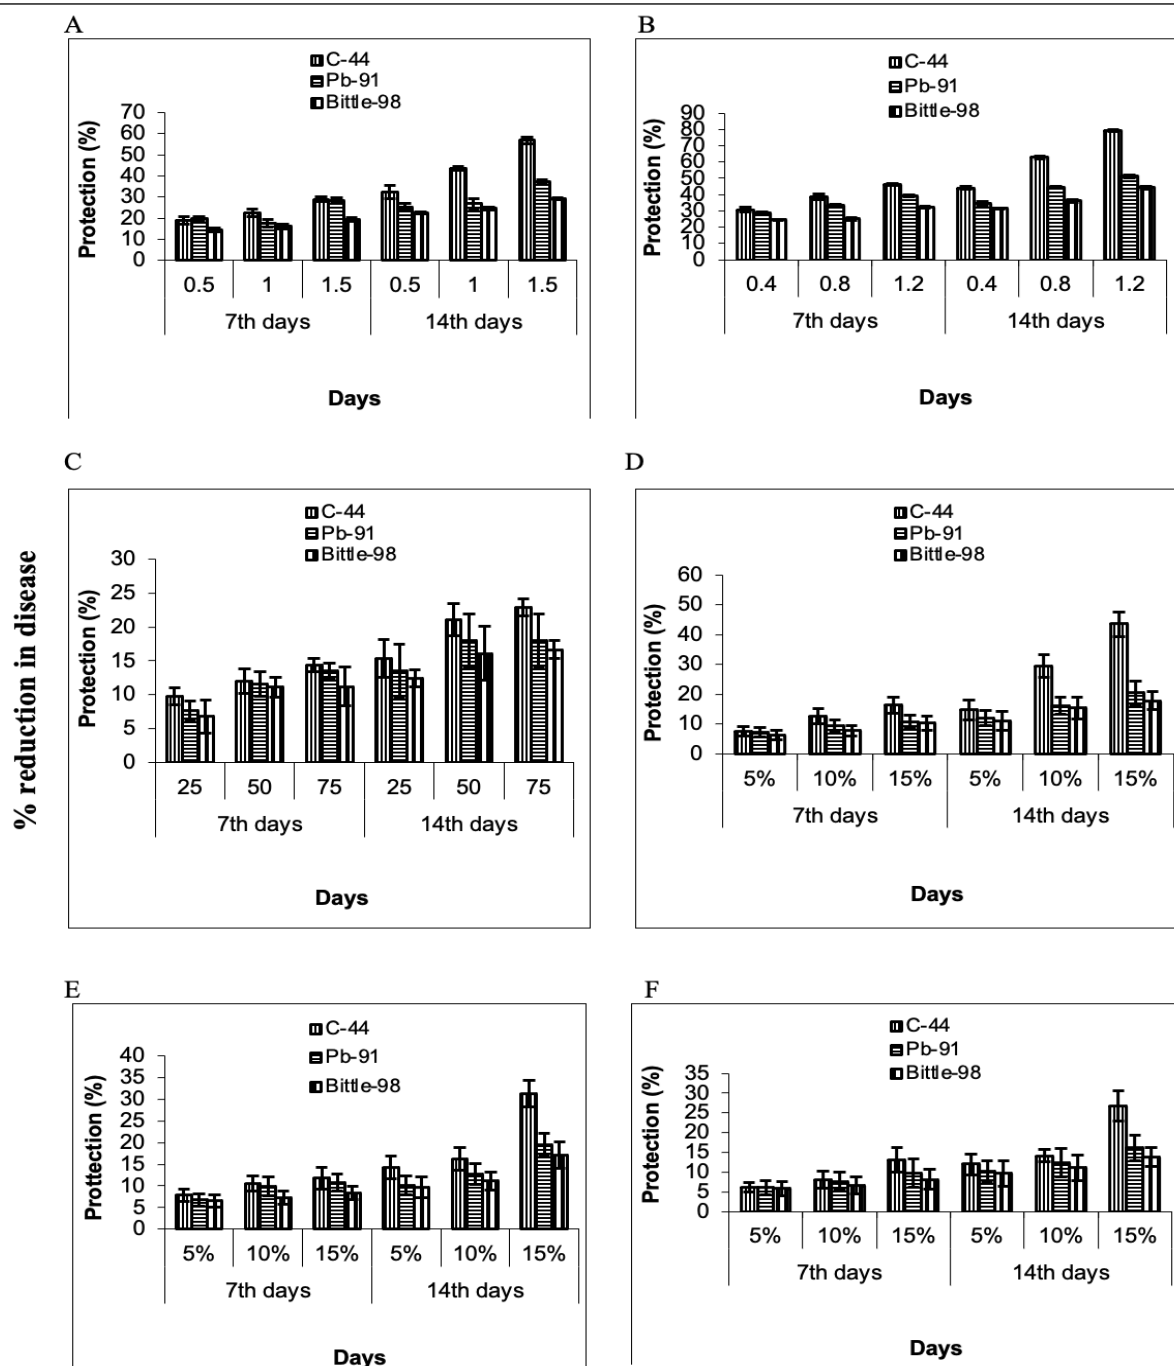 % reduction in disease
A
C-44
Pb-91
Bittle-98
Protection (%)
70
60
50
40
30
20
10
0
0.5 1 1.5 0.5 1 1.5
7th days 14th days
Days
B
C-44
Pb-91
Bittle-98
Protection (%)
90
80
70
60
50
40
30
20
10
0
0.4 0.8 1.2 0.4 0.8 1.2
7th days 14th days
Days
C
C-44
Pb-91
Bittle-98
Protection (%)
30
25
20
15
10
5
0
25 50 75 25 50 75
7th days 14th days
Days
D
C-44
Pb-91
Bittle-98
Protection (%)
60
50
40
30
20
10
0
5% 10% 15% 5% 10% 15%
7th days 14th days
Days
E
C-44
Pb-91
Bittle-98
Prottection (%)
40
35
30
25
20
15
10
5
0
5% 10% 15% 5% 10% 15%
7th days 14th days
Days
F
C-44
Pb-91
Bittle-98
Protection (%)
35
30
25
20
15
10
5
0
5% 10% 15% 5% 10% 15%
7th days 14th days
Days